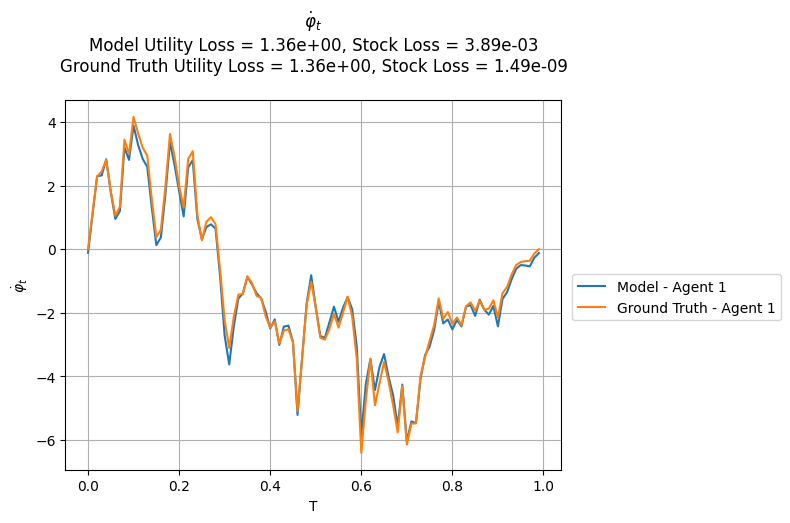 φ̇ₜ
Model Utility Loss = 1.36e+00, Stock Loss = 3.89e-03
Ground Truth Utility Loss = 1.36e+00, Stock Loss = 1.49e-09
4
2
0
−2
−4
−6
φ̇ₜ
0.0 0.2 0.4 0.6 0.8 1.0
T
Model - Agent 1
Ground Truth - Agent 1